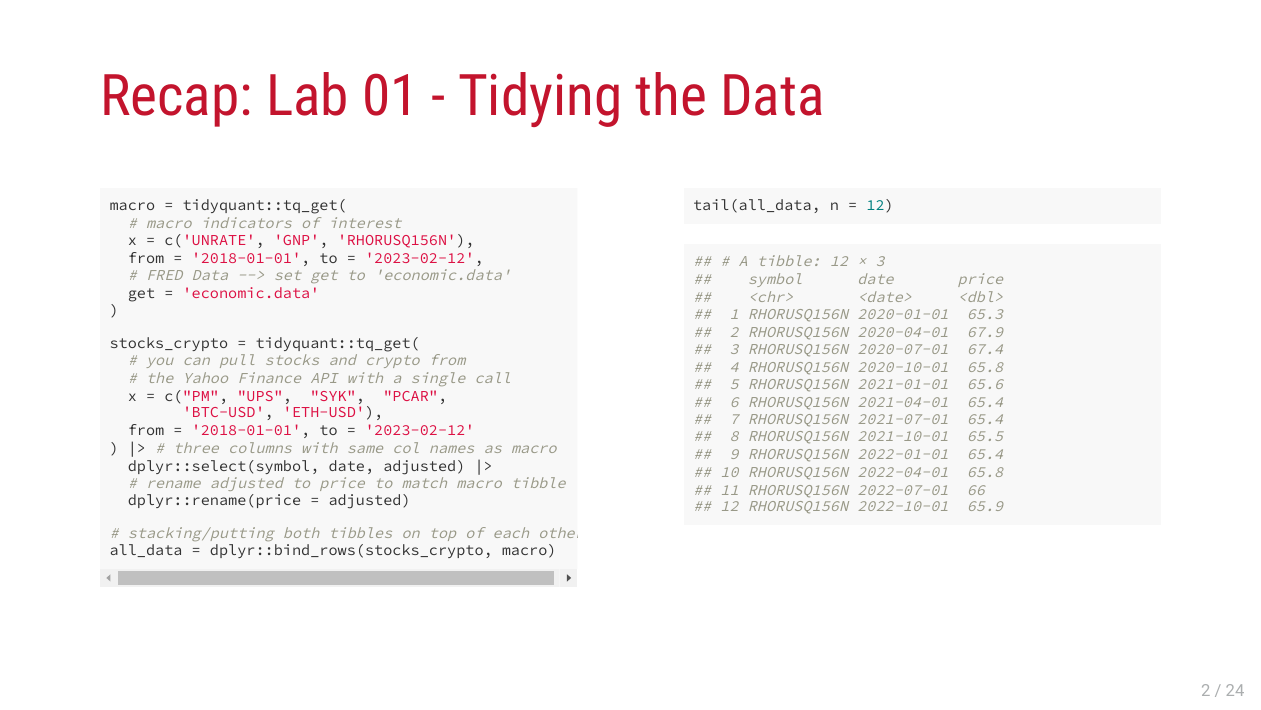 Recap: Lab 01 - Tidying the Data
macro = tidyquant::tq_get(
  # macro indicators of interest
  x = c('UNRATE', 'GNP', 'RHORUSQ156N'),
  from = '2018-01-01', to = '2023-02-12',
  # FRED Data --> set get to 'economic.data'
  get = 'economic.data'
)

stocks_crypto = tidyquant::tq_get(
  # you can pull stocks and crypto from
  # the Yahoo Finance API with a single call
  x = c("PM", "UPS",  "SYK",  "PCAR",
        'BTC-USD', 'ETH-USD'),
  from = '2018-01-01', to = '2023-02-12'
) |> # three columns with same col names as macro
  dplyr::select(symbol, date, adjusted) |>
  # rename adjusted to price to match macro tibble
  dplyr::rename(price = adjusted)

# stacking/putting both tibbles on top of each
all_data = dplyr::bind_rows(stocks_crypto, macro)
tail(all_data, n = 12)
## # A tibble: 12 × 3
##    symbol      date       price
##    <chr>       <date>     <dbl>
##  1 RHORUSQ156N 2020-01-01  65.3
##  2 RHORUSQ156N 2020-04-01  67.9
##  3 RHORUSQ156N 2020-07-01  67.4
##  4 RHORUSQ156N 2020-10-01  65.8
##  5 RHORUSQ156N 2021-01-01  65.6
##  6 RHORUSQ156N 2021-04-01  65.4
##  7 RHORUSQ156N 2021-07-01  65.4
##  8 RHORUSQ156N 2021-10-01  65.5
##  9 RHORUSQ156N 2022-01-01  65.4
## 10 RHORUSQ156N 2022-04-01  65.8
## 11 RHORUSQ156N 2022-07-01  66
## 12 RHORUSQ156N 2022-10-01  65.9
2 / 24